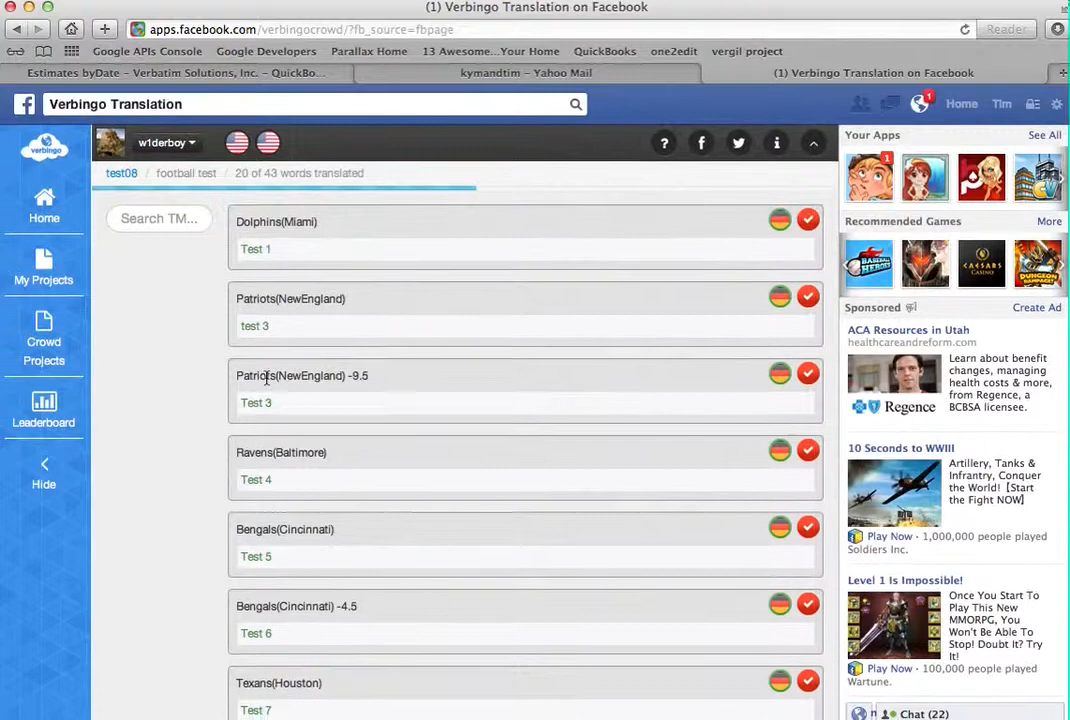 (1) Verbingo Translation on Facebook
apps.facebook.com/verbingocrowd/?fb_source=fbpage
Reader
Google APIs Console
Google Developers
Parallax Home
13 Awesome...Your Home
QuickBooks
one2edit
vergil project
Estimates byDate – Verbatim Solutions, Inc. – QuickBo...
kymandtim – Yahoo Mail
(1) Verbingo Translation on Facebook
Verbingo Translation
1
Home
Tim
verbingo
Home
My Projects
Crowd
Projects
Leaderboard
Hide
w1derboy
?
test08
football test
20 of 43 words translated
Search TM...
Dolphins(Miami)
Test 1
Patriots(NewEngland)
test 3
Patriots(NewEngland) -9.5
Test 3
Ravens(Baltimore)
Test 4
Bengals(Cincinnati)
Test 5
Bengals(Cincinnati) -4.5
Test 6
Texans(Houston)
Test 7
Your Apps
See All
1
Recommended Games
More
BASEBALL
HEROES
CAESARS
CASINO
DUNGEON
RAMPAGE
Sponsored
Create Ad
ACA Resources in Utah
healthcareandreform.com
Learn about benefit
changes, managing
health costs & more,
from Regence, a
BCBSA licensee.
Regence
10 Seconds to WWIII
Artillery, Tanks &
Infrantry, Conquer
the World!【Start
the Fight NOW】
Play Now · 1,000,000 people played
Soldiers Inc.
Level 1 Is Impossible!
Once You Start To
Play This New
MMORPG, You
Won't Be Able To
Stop! Doubt It? Try
It!
Play Now · 100,000 people played
Wartune.
Chat (22)